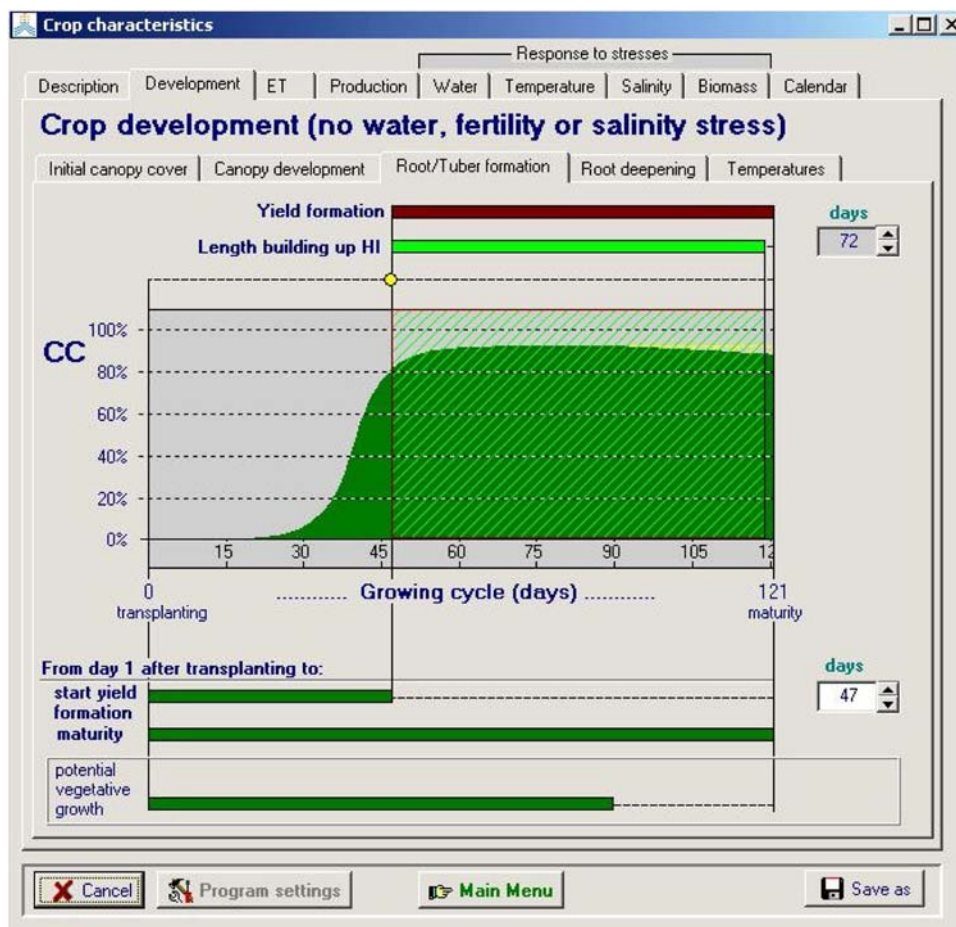 Crop characteristics
Response to stresses
Description Development ET Production Water Temperature Salinity Biomass Calendar
Crop development (no water, fertility or salinity stress)
Initial canopy cover Canopy development Root/Tuber formation Root deepening Temperatures
Yield formation
days
72
Length building up HI
CC
100%
80%
60%
40%
20%
0%
15 30 45 60 75 90 105 12
0 ........... Growing cycle (days) ........... 121
transplanting maturity
From day 1 after transplanting to:
days
start yield
formation
47
maturity
potential
vegetative
growth
Cancel Program settings Main Menu Save as